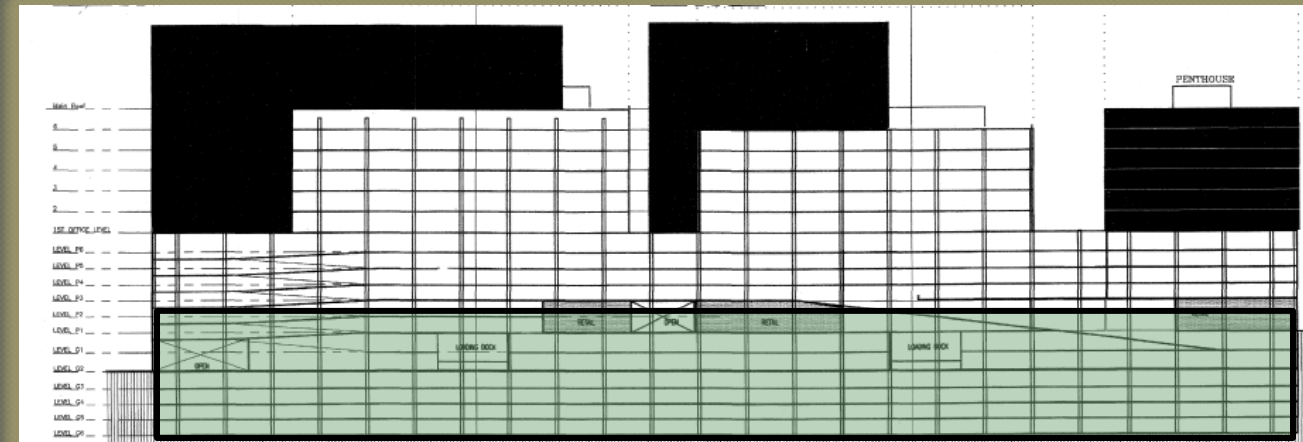 PENTHOUSE
Main Roof
6
5
4
3
2
1ST OFFICE LEVEL
LEVEL P6
LEVEL P5
LEVEL P4
LEVEL P3
LEVEL P2
RETAIL
OPEN
RETAIL
LEVEL P1
LOADING DOCK
LOADING DOCK
LEVEL G1
OPEN
LEVEL G2
LEVEL G3
LEVEL G4
LEVEL G5
LEVEL G6